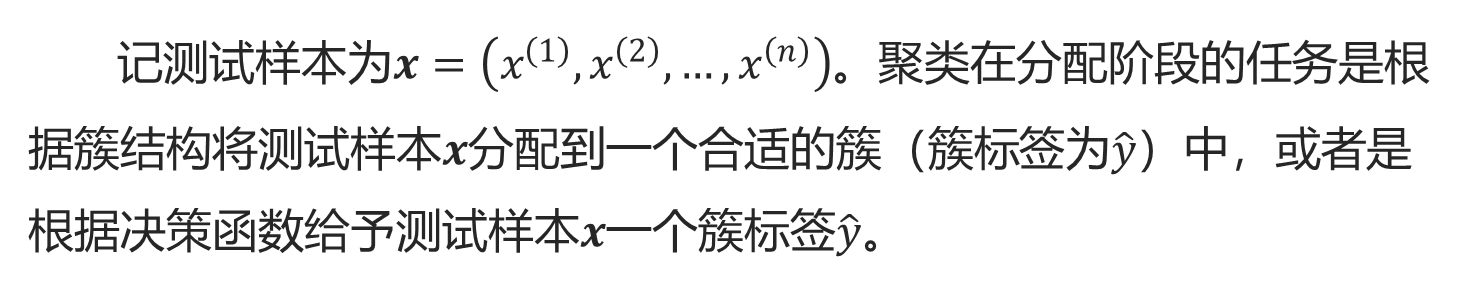 记测试样本为𝒙 = (x⁽¹⁾, x⁽²⁾, …, x⁽ⁿ⁾)。聚类在分配阶段的任务是根
据簇结构将测试样本𝒙分配到一个合适的簇（簇标签为ŷ）中，或者是
根据决策函数给予测试样本𝒙一个簇标签ŷ。